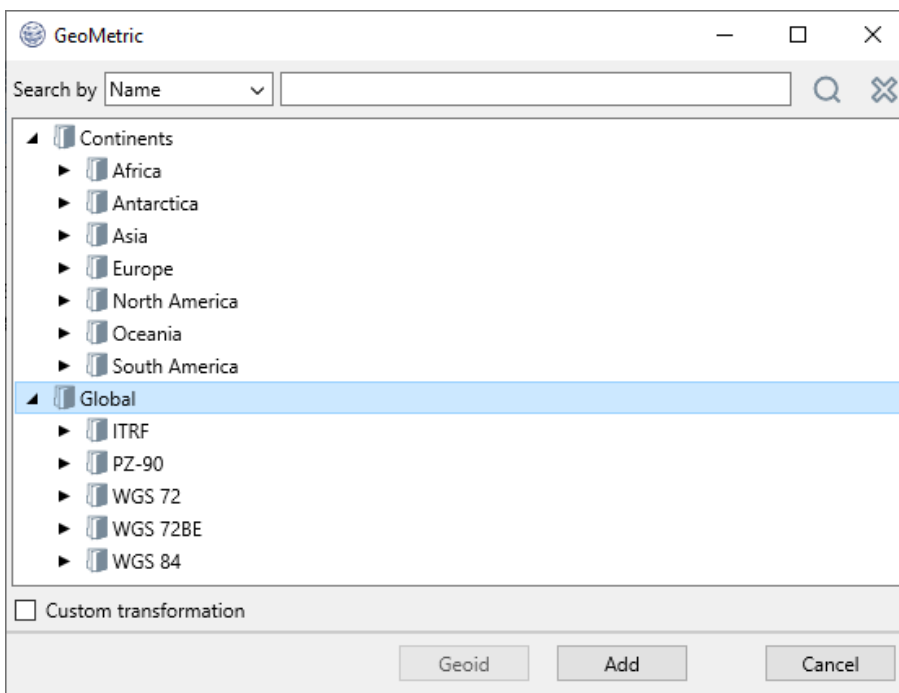 GeoMetric
Search by Name
Continents
Africa
Antarctica
Asia
Europe
North America
Oceania
South America
Global
ITRF
PZ-90
WGS 72
WGS 72BE
WGS 84
Custom transformation
Geoid Add Cancel